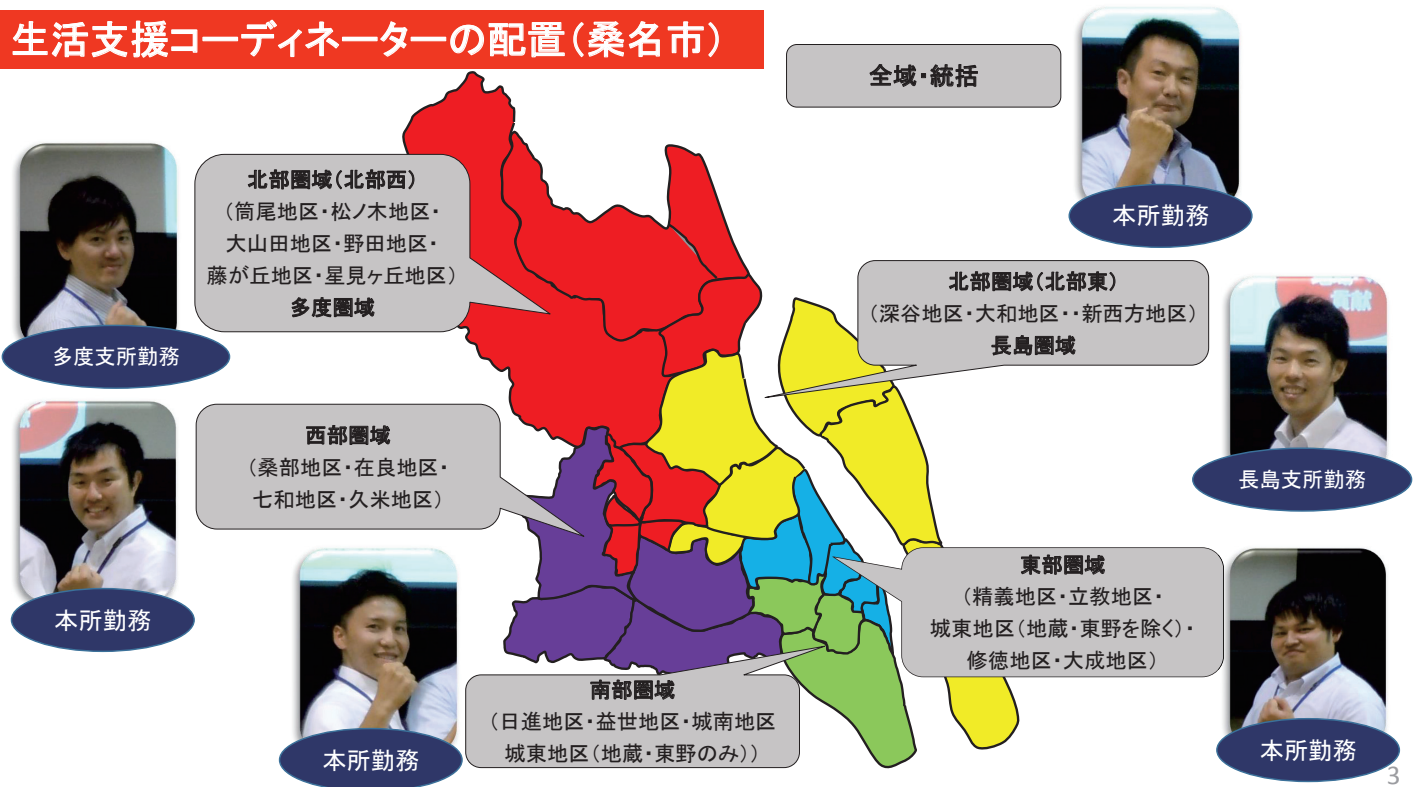 生活支援コーディネーターの配置(桑名市)
全域・統括
本所勤務
北部圏域(北部西)
(筒尾地区・松ノ木地区・
大山田地区・野田地区・
藤が丘地区・星見ヶ丘地区)
多度圏域
多度支所勤務
北部圏域(北部東)
(深谷地区・大和地区・・新西方地区)
長島圏域
長島支所勤務
西部圏域
(桑部地区・在良地区・
七和地区・久米地区)
本所勤務
東部圏域
(精義地区・立教地区・
城東地区(地蔵・東野を除く)・
修徳地区・大成地区)
本所勤務
南部圏域
(日進地区・益世地区・城南地区
城東地区(地蔵・東野のみ))
本所勤務
3